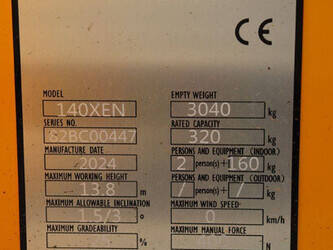 CE
MODEL 140XEN EMPTY WEIGHT 3040 kg
SERIES NO. 82BC00447 RATED CAPACITY 320 kg
MANUFACTURE DATE 2024 PERSONS AND EQUIPMENT (INDOOR) 2 person(s)+ 160 kg
MAXIMUM WORKING HEIGHT 13.8 m PERSONS AND EQUIPMENT (OUTDOOR) / person(s)+ / kg
MAXIMUM ALLOWABLE INCLINATION 1.5/3 ° MAXIMUM WIND SPEED 0 km/h
MAXIMUM GRADEABILITY % MAXIMUM MANUAL FORCE N